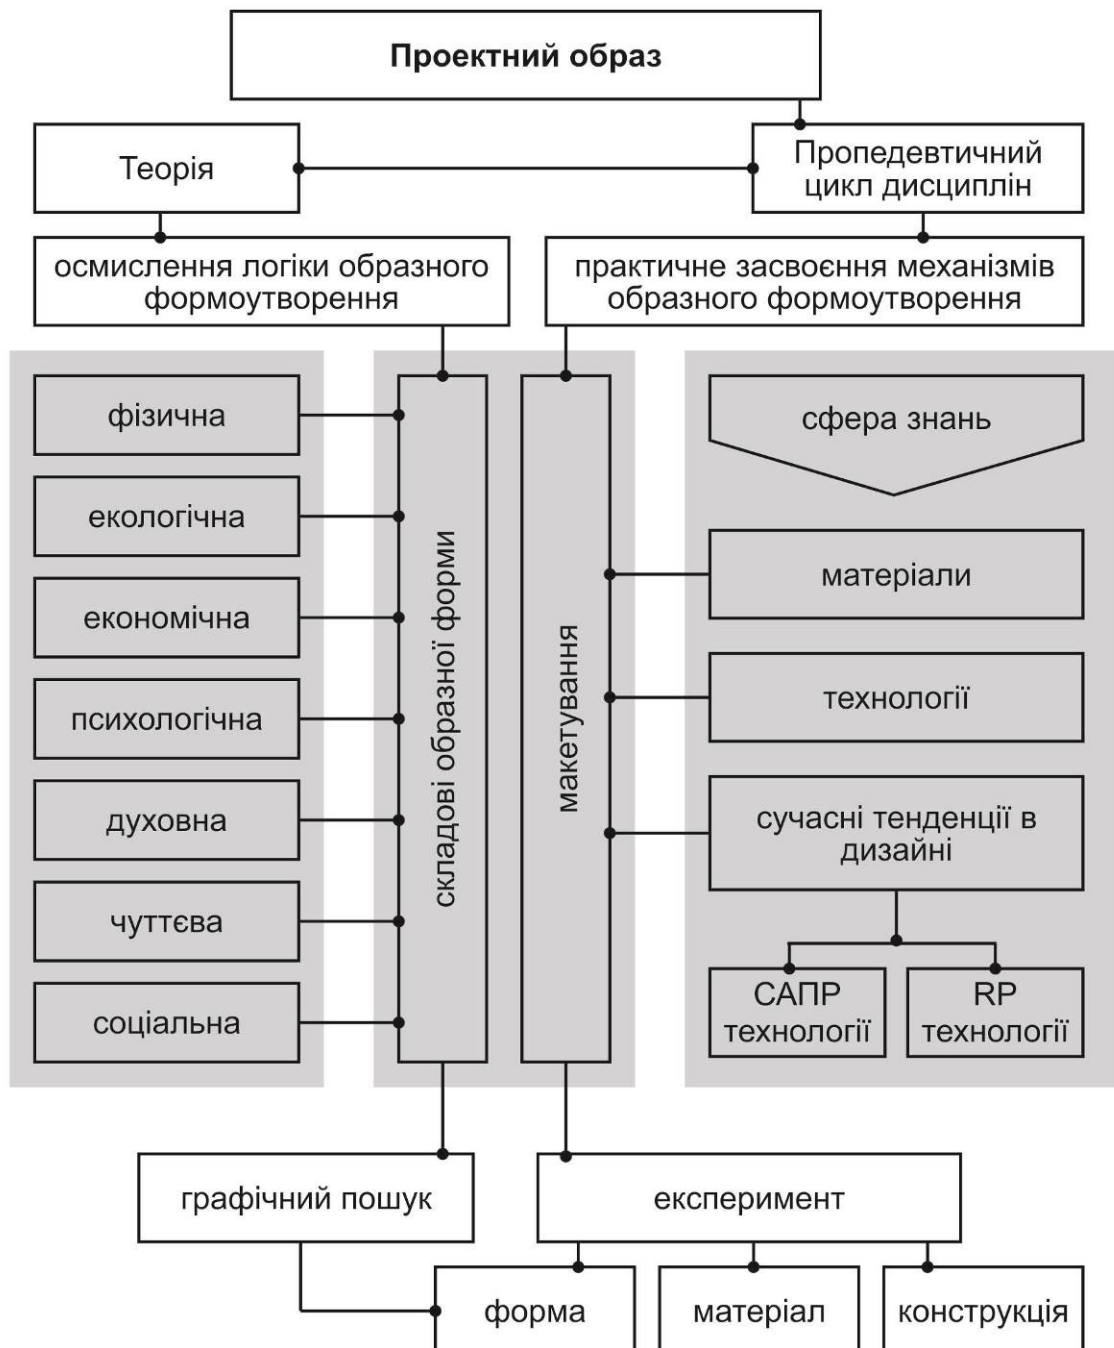 Проектний образ
Теорія
Пропедевтичний
цикл дисциплін
осмислення логіки образного
формоутворення
практичне засвоєння механізмів
образного формоутворення
фізична
екологічна
економічна
психологічна
духовна
чуттєва
соціальна
складові образної форми
макетування
сфера знань
матеріали
технології
сучасні тенденції в
дизайні
САПР
технології
RP
технології
графічний пошук
експеримент
форма
матеріал
конструкція